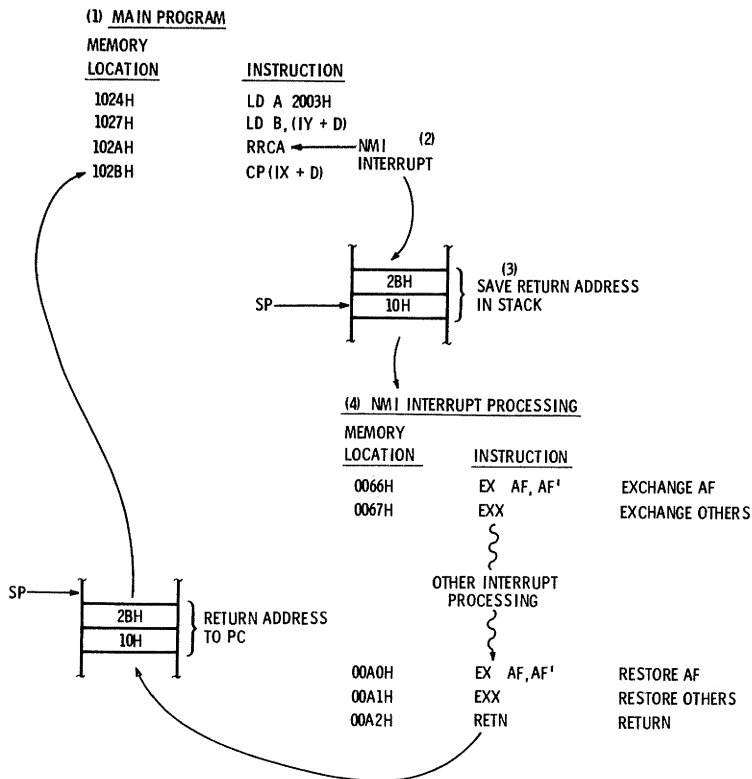 (1) MAIN PROGRAM
MEMORY
LOCATION INSTRUCTION
1024H LD A 2003H
1027H LD B, (IY + D)
102AH RRCA NMI (2)
INTERRUPT
102BH CP (IX + D)
(3)
2BH SAVE RETURN ADDRESS
SP 10H IN STACK
(4) NMI INTERRUPT PROCESSING
MEMORY
LOCATION INSTRUCTION
0066H EX AF, AF' EXCHANGE AF
0067H EXX EXCHANGE OTHERS
OTHER INTERRUPT
PROCESSING
SP
2BH RETURN ADDRESS
10H TO PC
00A0H EX AF, AF' RESTORE AF
00A1H EXX RESTORE OTHERS
00A2H RETN RETURN